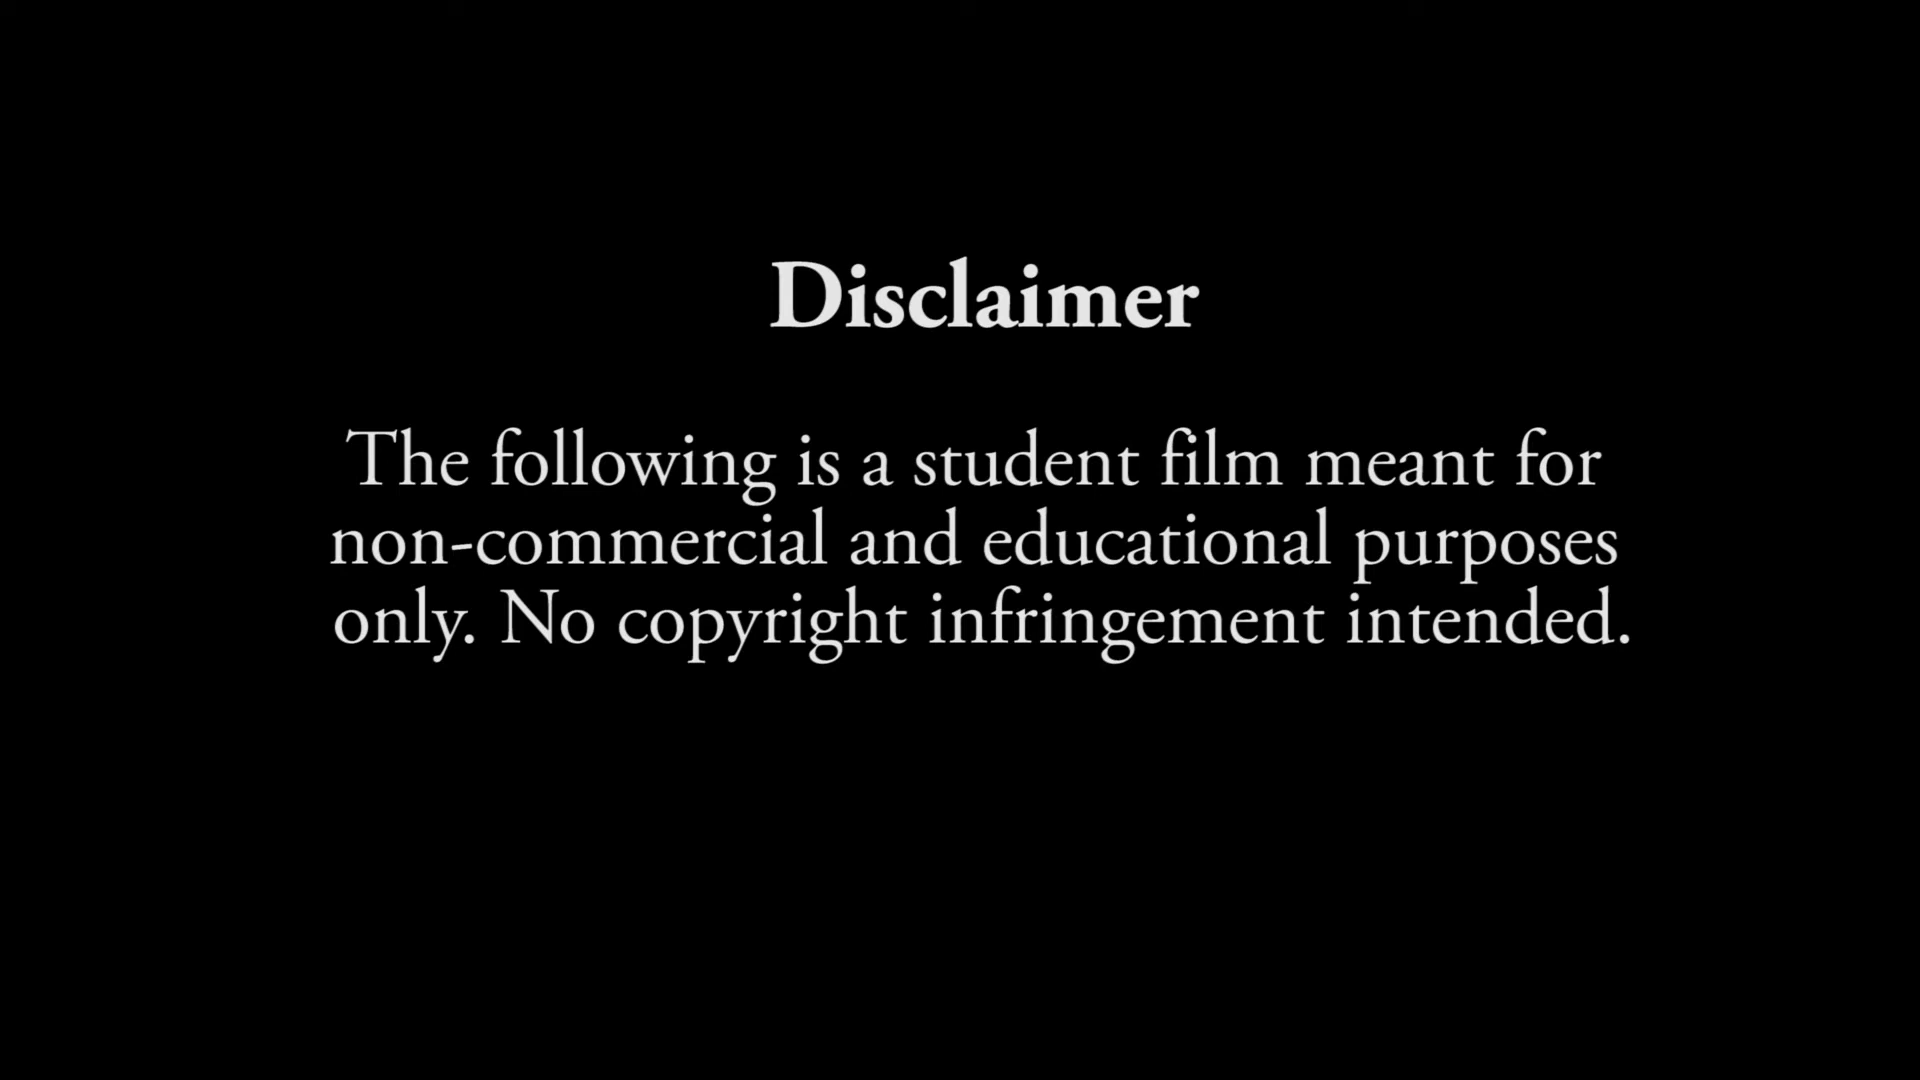 Disclaimer
The following is a student film meant for
non-commercial and educational purposes
only. No copyright infringement intended.